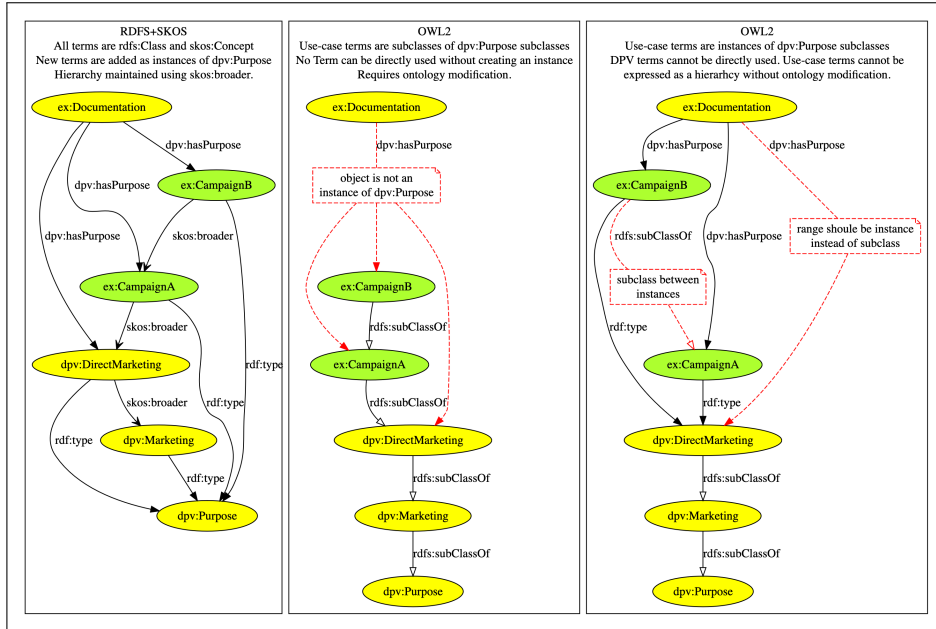 RDFS+SKOS
All terms are rdfs:Class and skos:Concept
New terms are added as instances of dpv:Purpose
Hierarchy maintained using skos:broader.
ex:Documentation
dpv:hasPurpose
dpv:hasPurpose
ex:CampaignB
dpv:hasPurpose
skos:broader
ex:CampaignA
skos:broader
dpv:DirectMarketing
rdf:type
skos:broader
rdf:type
rdf:type
dpv:Marketing
rdf:type
dpv:Purpose
OWL2
Use-case terms are subclasses of dpv:Purpose subclasses
No Term can be directly used without creating an instance
Requires ontology modification.
ex:Documentation
dpv:hasPurpose
object is not an
instance of dpv:Purpose
ex:CampaignB
rdfs:subClassOf
ex:CampaignA
rdfs:subClassOf
dpv:DirectMarketing
rdfs:subClassOf
dpv:Marketing
rdfs:subClassOf
dpv:Purpose
OWL2
Use-case terms are instances of dpv:Purpose subclasses
DPV terms cannot be directly used. Use-case terms cannot be
expressed as a hierarhcy without ontology modification.
ex:Documentation
dpv:hasPurpose
dpv:hasPurpose
ex:CampaignB
rdfs:subClassOf
dpv:hasPurpose
range shoule be instance
instead of subclass
subclass between
instances
rdf:type
ex:CampaignA
rdf:type
dpv:DirectMarketing
rdfs:subClassOf
dpv:Marketing
rdfs:subClassOf
dpv:Purpose